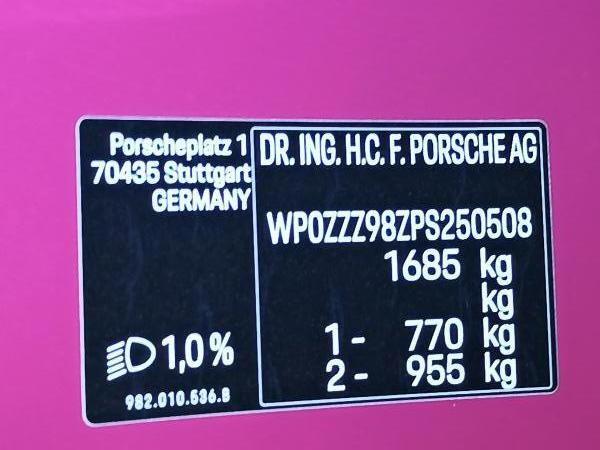 Porscheplatz 1
70435 Stuttgart
GERMANY
1,0%
982.010.536.B
DR. ING. H.C. F. PORSCHE AG
WP0ZZZ98ZPS250508
1685 kg
kg
1 - 770 kg
2 - 955 kg